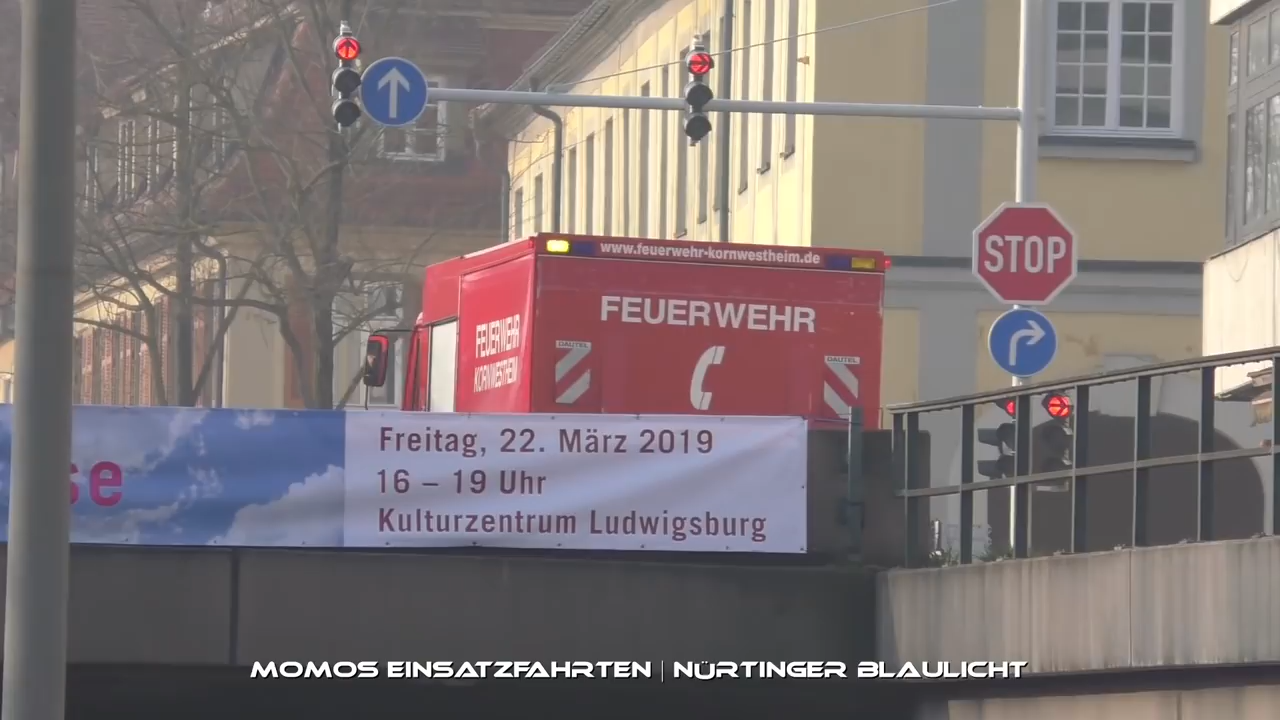 www.feuerwehr-kornwestheim.de
FEUERWEHR
FEUERWEHR
KORNWESTHEIM
DAUTEL
DAUTEL
STOP
se
Freitag, 22. März 2019
16 – 19 Uhr
Kulturzentrum Ludwigsburg
MOMOS EINSATZFAHRTEN | NÜRTINGER BLAULICHT